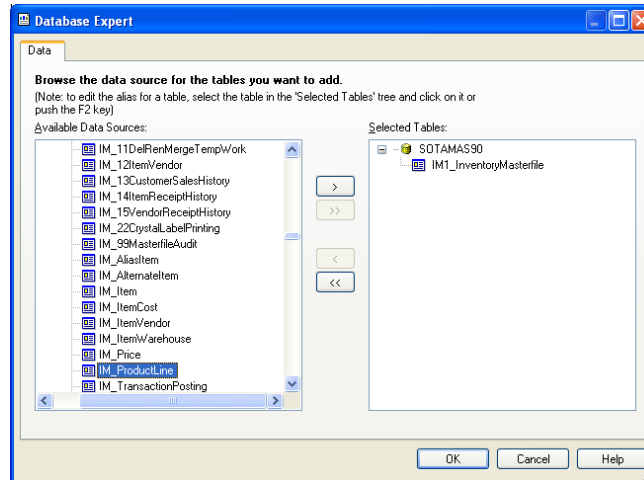 Database Expert
Data
Browse the data source for the tables you want to add.
(Note: to edit the alias for a table, select the table in the 'Selected Tables' tree and click on it or
push the F2 key)
Available Data Sources:
IM_11DelRenMergeTempWork
IM_12ItemVendor
IM_13CustomerSalesHistory
IM_14ItemReceiptHistory
IM_15VendorReceiptHistory
IM_22CrystalLabelPrinting
IM_99MasterfileAudit
IM_AliasItem
IM_AlternateItem
IM_Item
IM_ItemCost
IM_ItemVendor
IM_ItemWarehouse
IM_Price
IM_ProductLine
IM_TransactionPosting
>
>>
<
<<
Selected Tables:
SOTAMAS90
IM1_InventoryMasterfile
OK
Cancel
Help